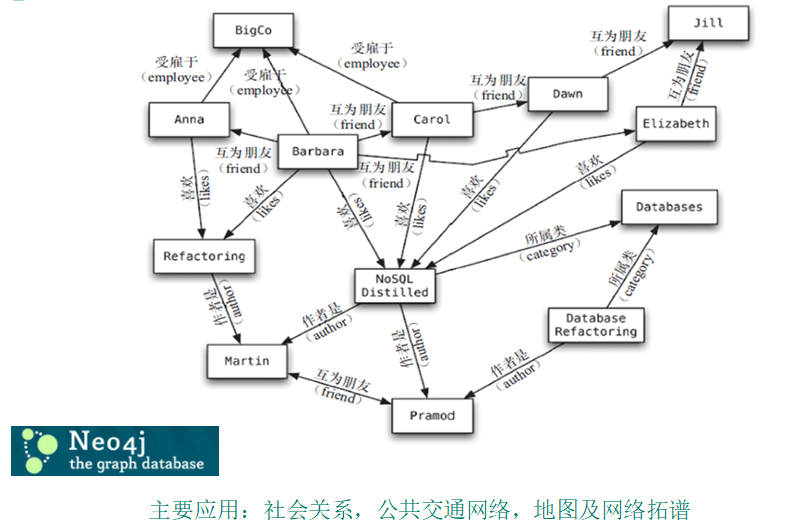 BigCo
Jill
受雇于
(employee)
受雇于
(employee)
受雇于
(employee)
互为朋友
(friend)
互为朋友
(friend)
互为朋友
(friend)
Dawn
Anna
Carol
Elizabeth
互为朋友
(friend)
Barbara
互为朋友
(friend)
互为朋友
(friend)
喜欢
(likes)
喜欢
(likes)
喜欢
(likes)
喜欢
(likes)
喜欢
(likes)
喜欢
(likes)
Databases
Refactoring
所属类
(category)
NoSQL
Distilled
所属类
(category)
作者是
(author)
作者是
(author)
作者是
(author)
Database
Refactoring
Martin
作者是
(author)
互为朋友
(friend)
Pramod
Neo4j
the graph database
主要应用：社会关系，公共交通网络，地图及网络拓谱